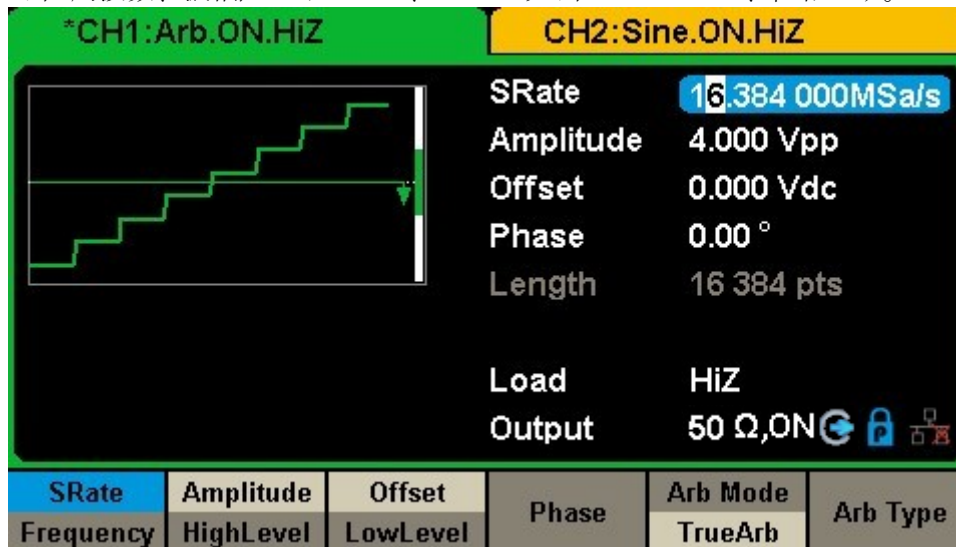 *CH1:Arb.ON.HiZ
CH2:Sine.ON.HiZ
SRate 16.384 000MSa/s
Amplitude 4.000 Vpp
Offset 0.000 Vdc
Phase 0.00 °
Length 16 384 pts
Load HiZ
Output 50 Ω,ON
P
SRate Amplitude Offset Phase Arb Mode Arb Type
Frequency HighLevel LowLevel TrueArb